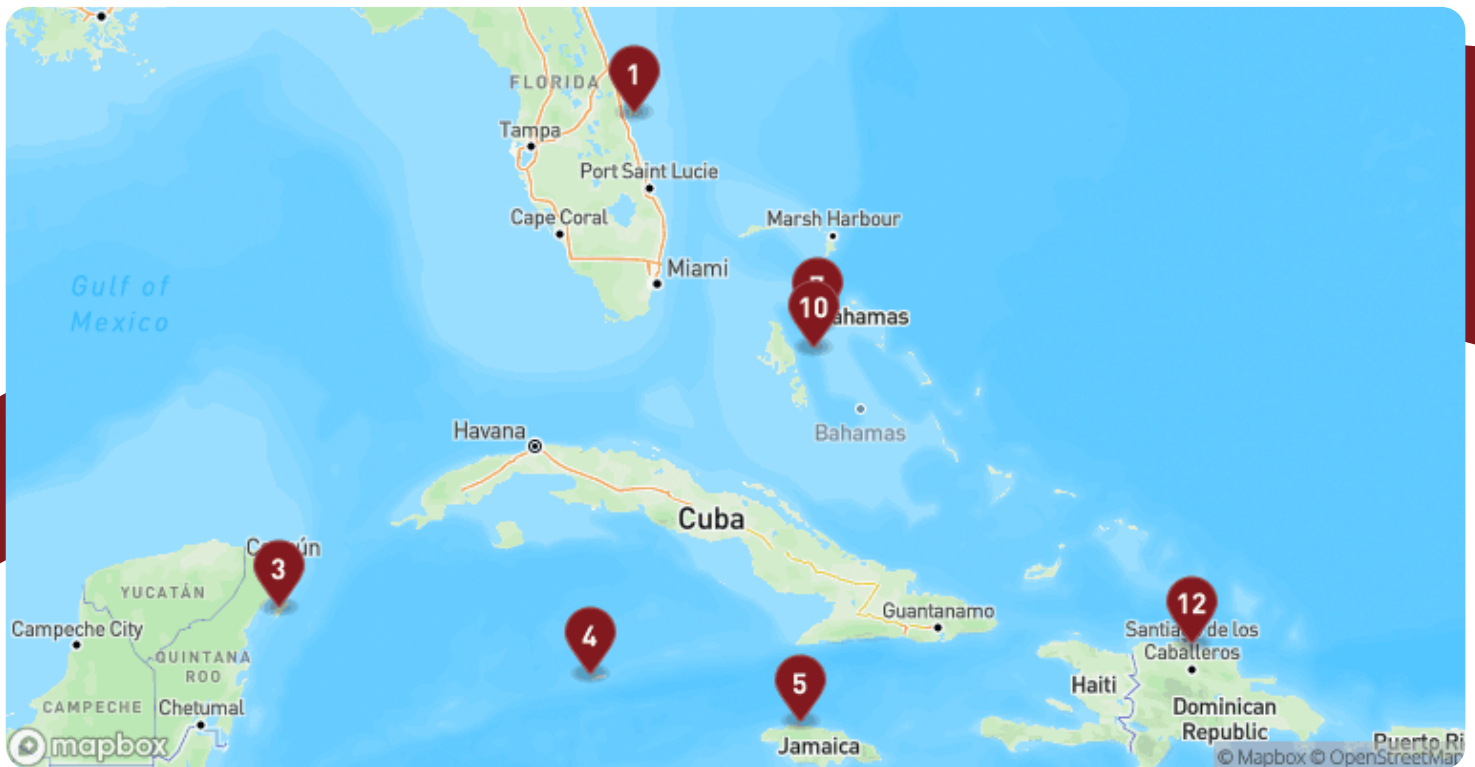 FLORIDA
1
Tampa
Port Saint Lucie
Cape Coral
Marsh Harbour
Miami
Gulf of
Mexico
10
Havana
Bahamas
Cuba
3
YUCATÁN
12
Campeche City
4
Guantanamo
QUINTANA
ROO
Caballeros
5
Haiti
CAMPECHE
Chetumal
Dominican
Republic
Jamaica
mapbox
© Mapbox © OpenStreetMap